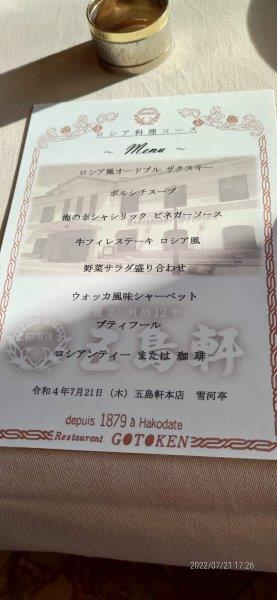 ロシア料理コース
~ Menu ~
ロシア風オードブル ザクスキー
ボルシチスープ
海の幸シャシリック ビネガーソース
牛フィレステーキ ロシア風
野菜サラダ盛り合わせ
ウォッカ風味シャーベット
明治12年
プティフール
GOTOKEN
五島軒
ロシアンティー または 珈琲
令和4年7月21日(木) 五島軒本店 雪河亭
depuis 1879 à Hakodate
Restaurant GOTOKEN
2022/07/21 17:26